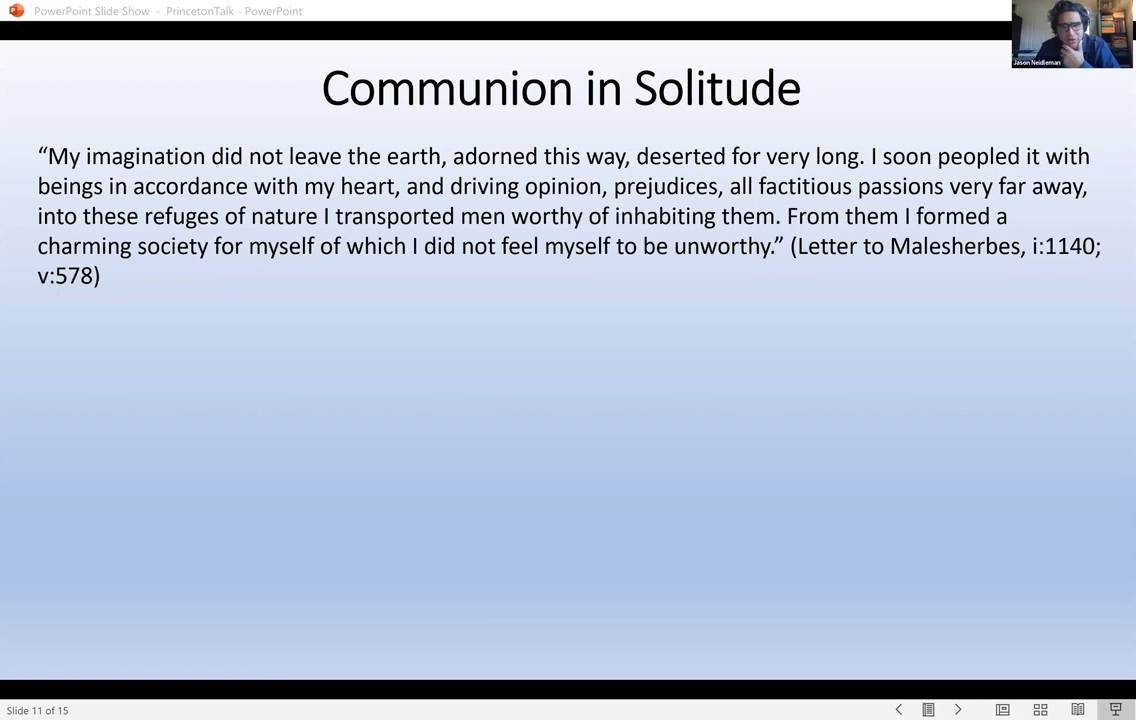 PowerPoint Slide Show - PrincetonTalk - PowerPoint
Jason Neidleman
Communion in Solitude
“My imagination did not leave the earth, adorned this way, deserted for very long. I soon peopled it with
beings in accordance with my heart, and driving opinion, prejudices, all factitious passions very far away,
into these refuges of nature I transported men worthy of inhabiting them. From them I formed a
charming society for myself of which I did not feel myself to be unworthy.” (Letter to Malesherbes, i:1140;
v:578)
Slide 11 of 15